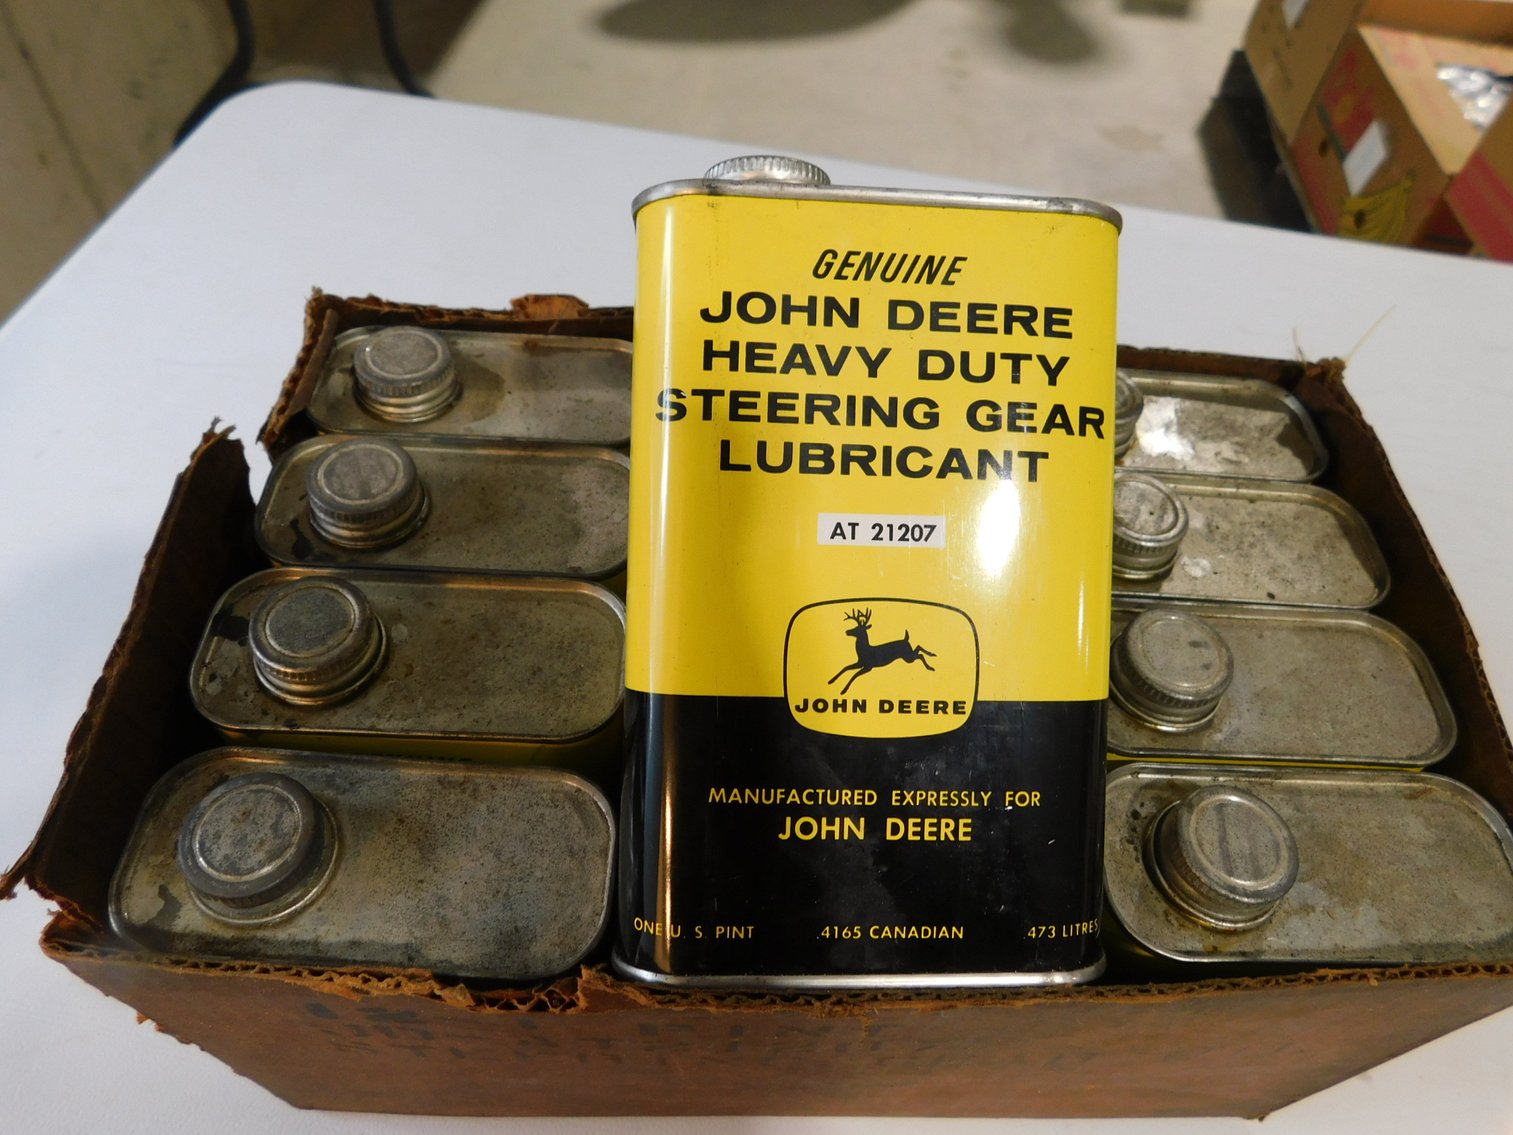 GENUINE
JOHN DEERE
HEAVY DUTY
STEERING GEAR
LUBRICANT
AT 21207
JOHN DEERE
MANUFACTURED EXPRESSLY FOR
JOHN DEERE
ONE U. S. PINT .4165 CANADIAN .473 LITRES